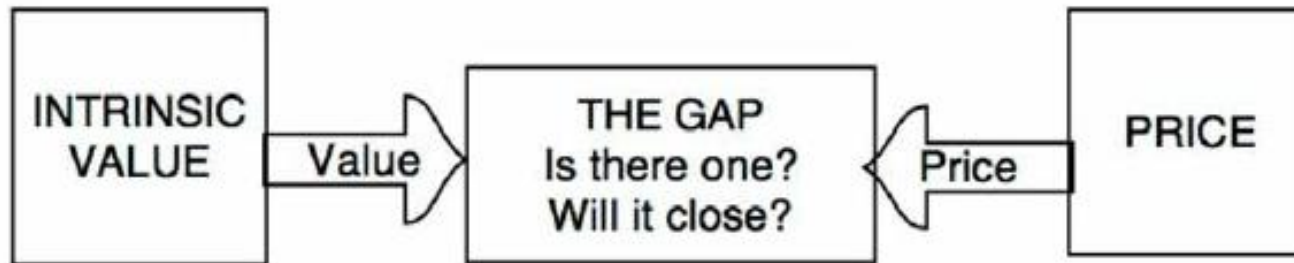 INTRINSIC
VALUE
Value
THE GAP
Is there one?
Will it close?
Price
PRICE